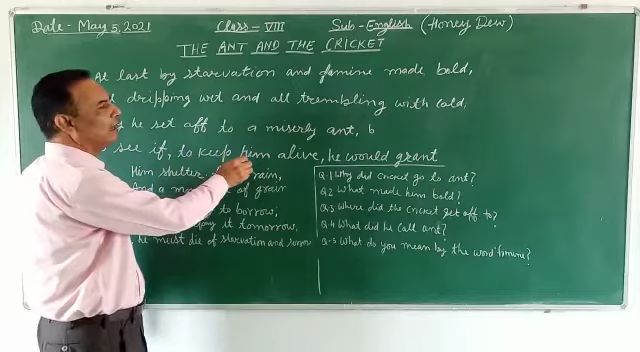 Date - May 5, 2021
Class - VIII
Sub - English (Honey Dew)
THE ANT AND THE CRICKET
At last by starvation and famine made bold,
dripping wet and all trembling with cold,
he set off to a miserly ant, b
see if, to keep him alive, he would grant
Him shelter rain,
And a of grain
to borrow,
it tomorrow,
he must die of starvation and sorrow
Q.1 Why did cricket go to ant?
Q.2 What made him bold?
Q.3 Where did the cricket get off to?
Q.4 What did he call ant?
Q.5 What do you mean by the word famine?